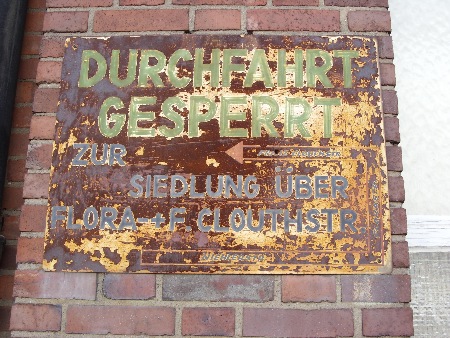 DURCHFAHRT
GESPERRT
ZUR
SIEDLUNG ÜBER
FLORA-+F. CLOUTHSTR.